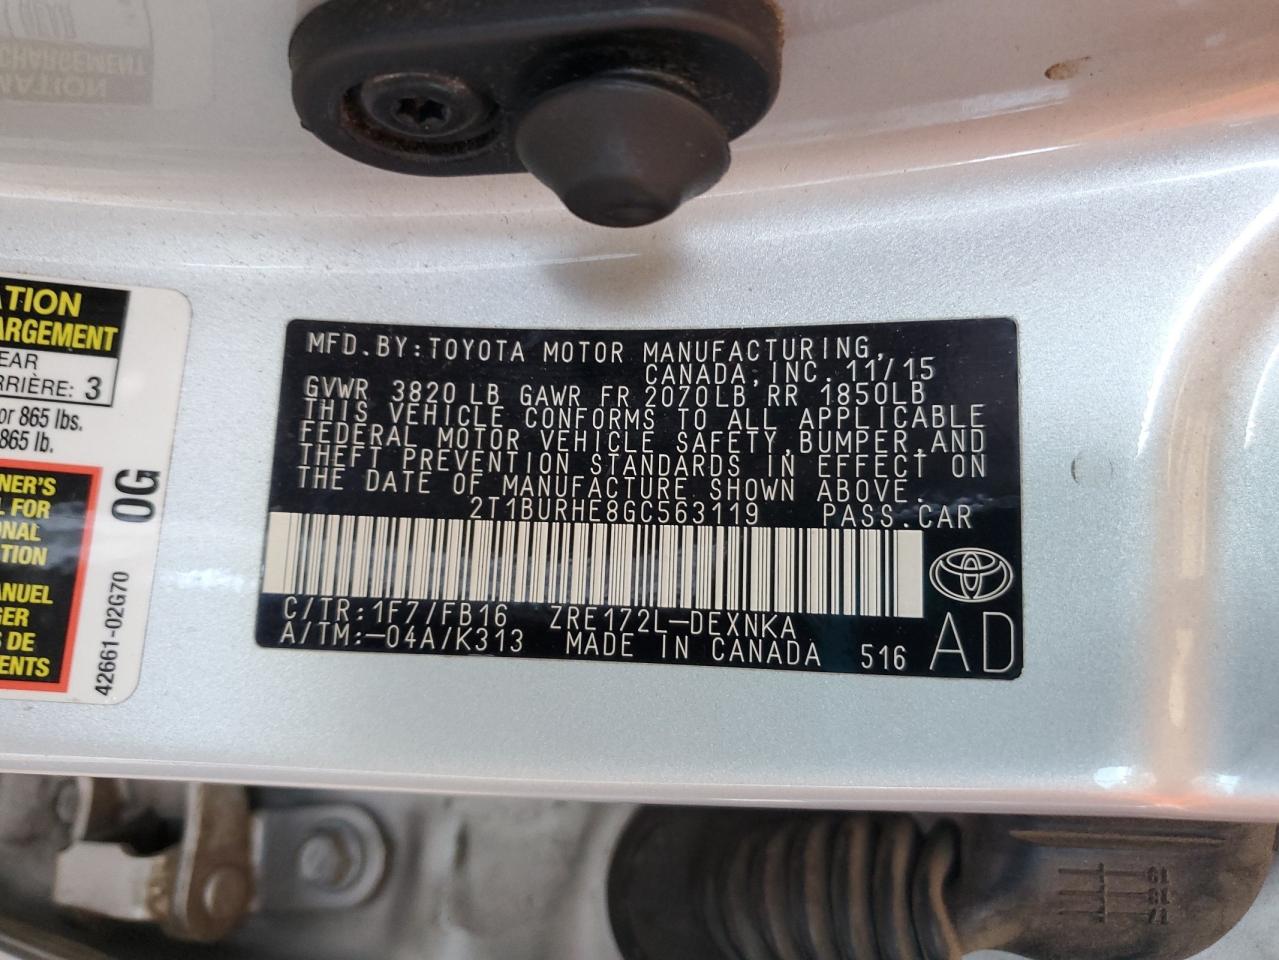 CHARGEMENT
MATION
ATION
ARGEMENT
EAR
RRIÈRE: 3
or 865 lbs.
865 lb.
NER'S
L FOR
ONAL
TION
ANUEL
GER
S DE
ENTS
0G
42661-02G70
MFD.BY:TOYOTA MOTOR MANUFACTURING,
CANADA,INC. 11/15
GVWR 3820 LB GAWR FR 2070LB RR 1850LB
THIS VEHICLE CONFORMS TO ALL APPLICABLE
FEDERAL MOTOR VEHICLE SAFETY,BUMPER,AND
THEFT PREVENTION STANDARDS IN EFFECT ON
THE DATE OF MANUFACTURE SHOWN ABOVE.
2T1BURHE8GC563119 PASS.CAR
C/TR:1F7/FB16 ZRE172L-DEXNKA
A/TM:-04A/K313 MADE IN CANADA 516 AD